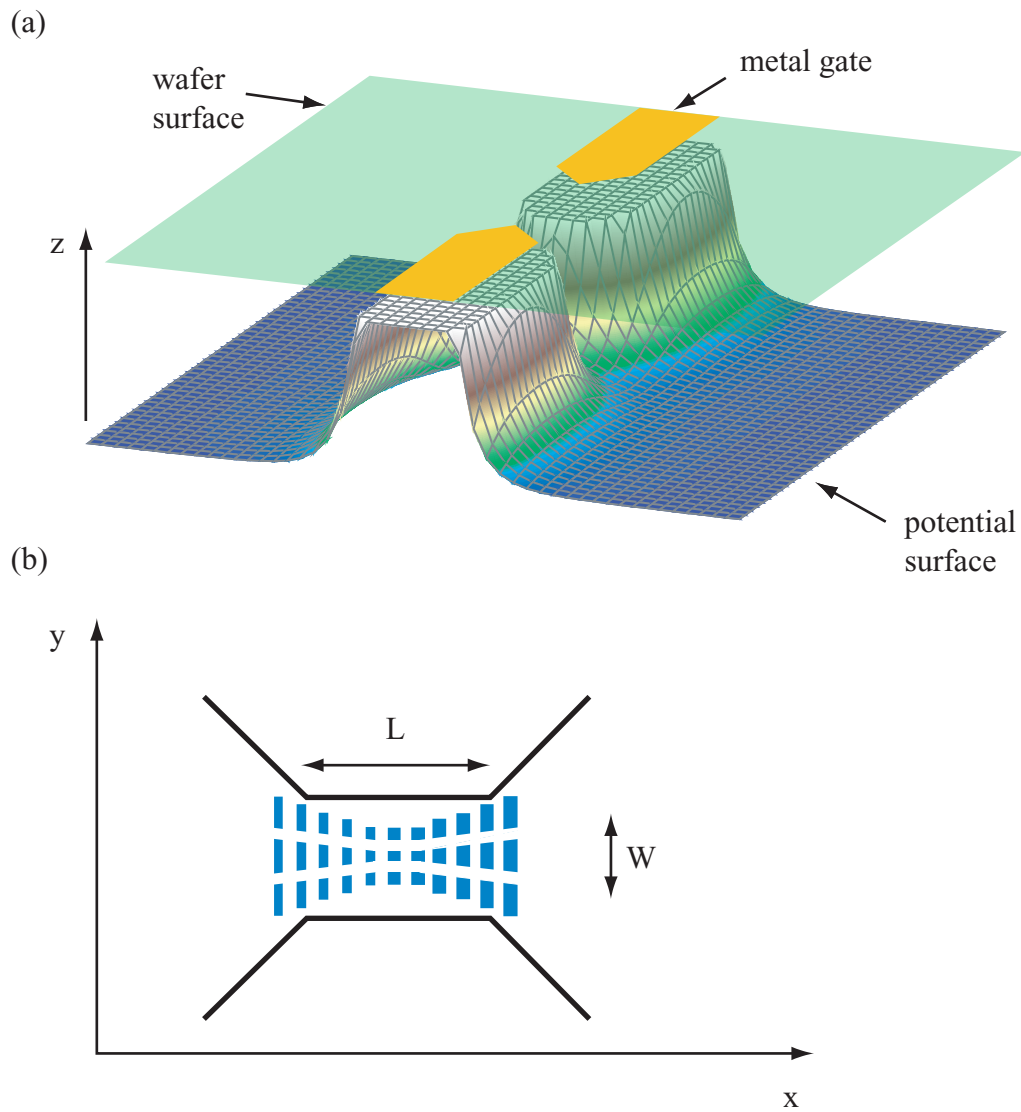 (a)
wafer
surface
metal gate
z
potential
surface
(b)
y
L
W
x